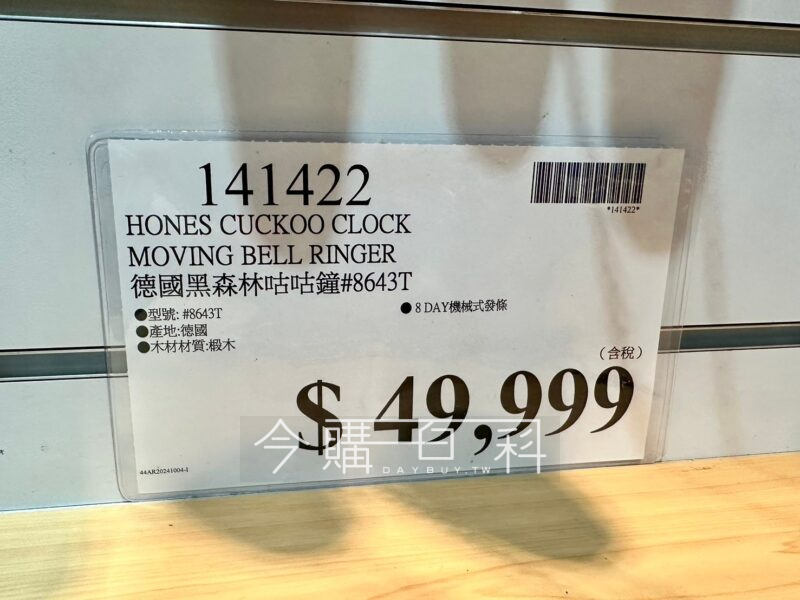 141422
*141422*
HONES CUCKOO CLOCK
MOVING BELL RINGER
德國黑森林咕咕鐘#8643T
●型號: #8643T
●8 DAY機械式發條
●產地:德國
●木材材質:椴木
(含稅)
$ 49,999
今購百科
DAYBUY.TW
44AR20241004-1